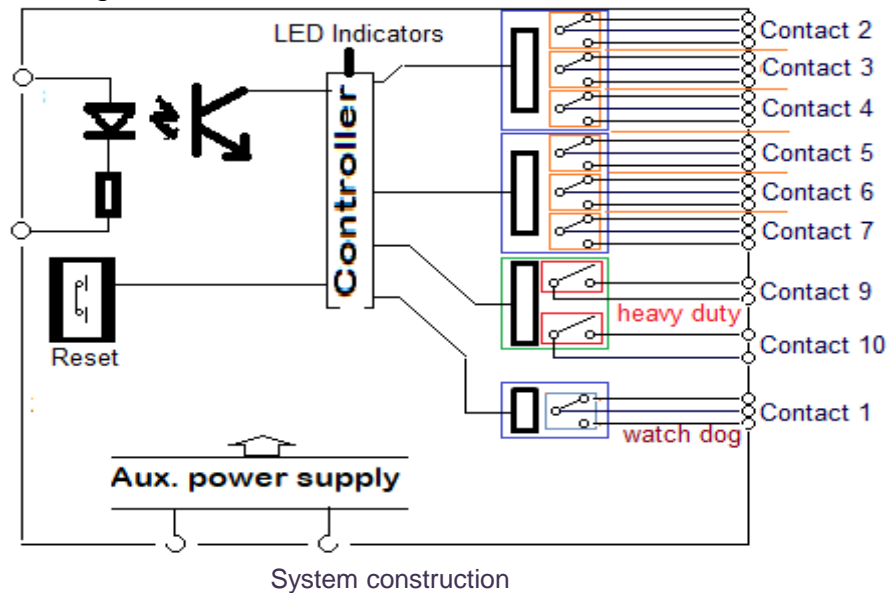 LED Indicators
Controller
Contact 2
Contact 3
Contact 4
Contact 5
Contact 6
Contact 7
Contact 9
heavy duty
Contact 10
Reset
Contact 1
watch dog
Aux. power supply
System construction